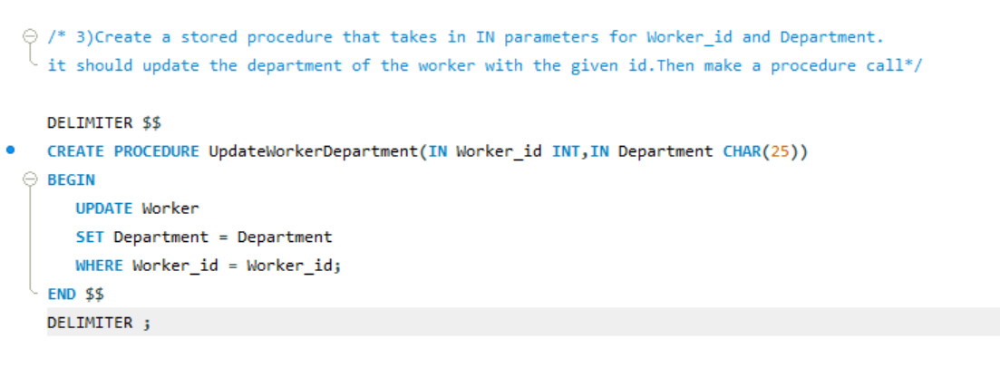 /* 3)Create a stored procedure that takes in IN parameters for Worker_id and Department.
it should update the department of the worker with the given id.Then make a procedure call*/
DELIMITER $$
CREATE PROCEDURE UpdateWorkerDepartment(IN Worker_id INT,IN Department CHAR(25))
BEGIN
UPDATE Worker
SET Department = Department
WHERE Worker_id = Worker_id;
END $$
DELIMITER ;